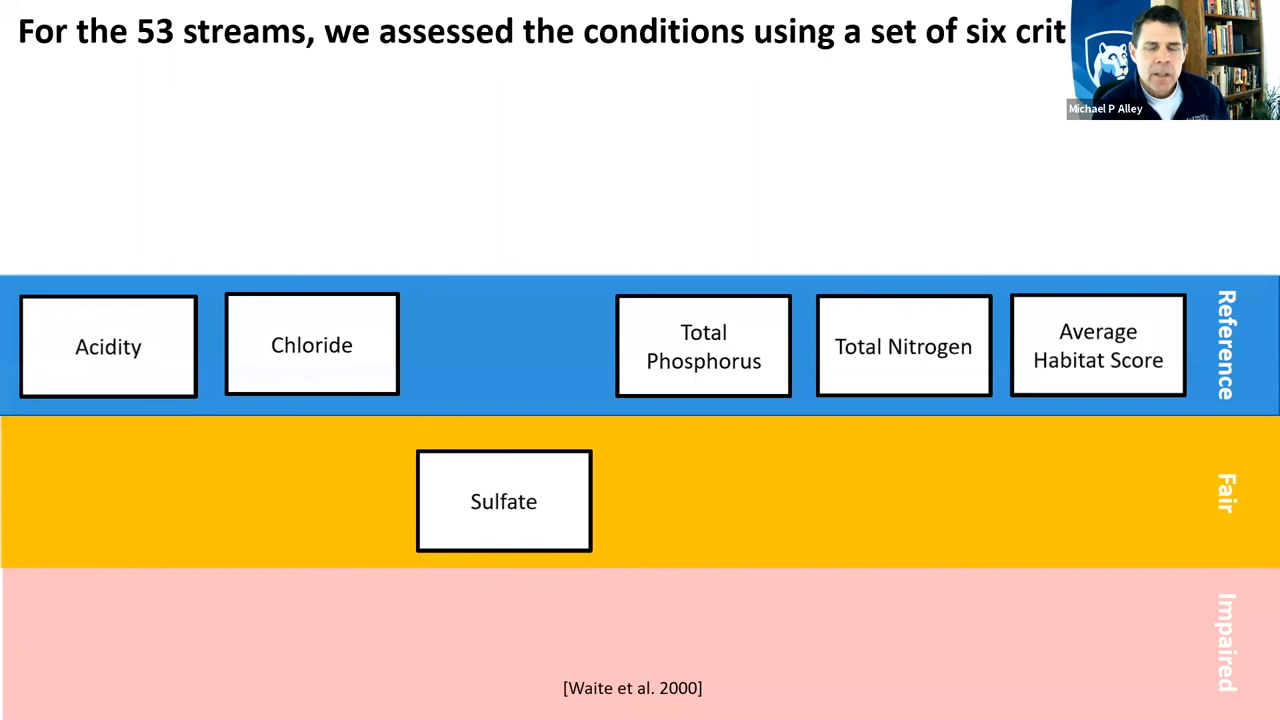 For the 53 streams, we assessed the conditions using a set of six crit
Michael P Alley
Acidity
Chloride
Total
Phosphorus
Total Nitrogen
Average
Habitat Score
Reference
Sulfate
Fair
Impaired
[Waite et al. 2000]